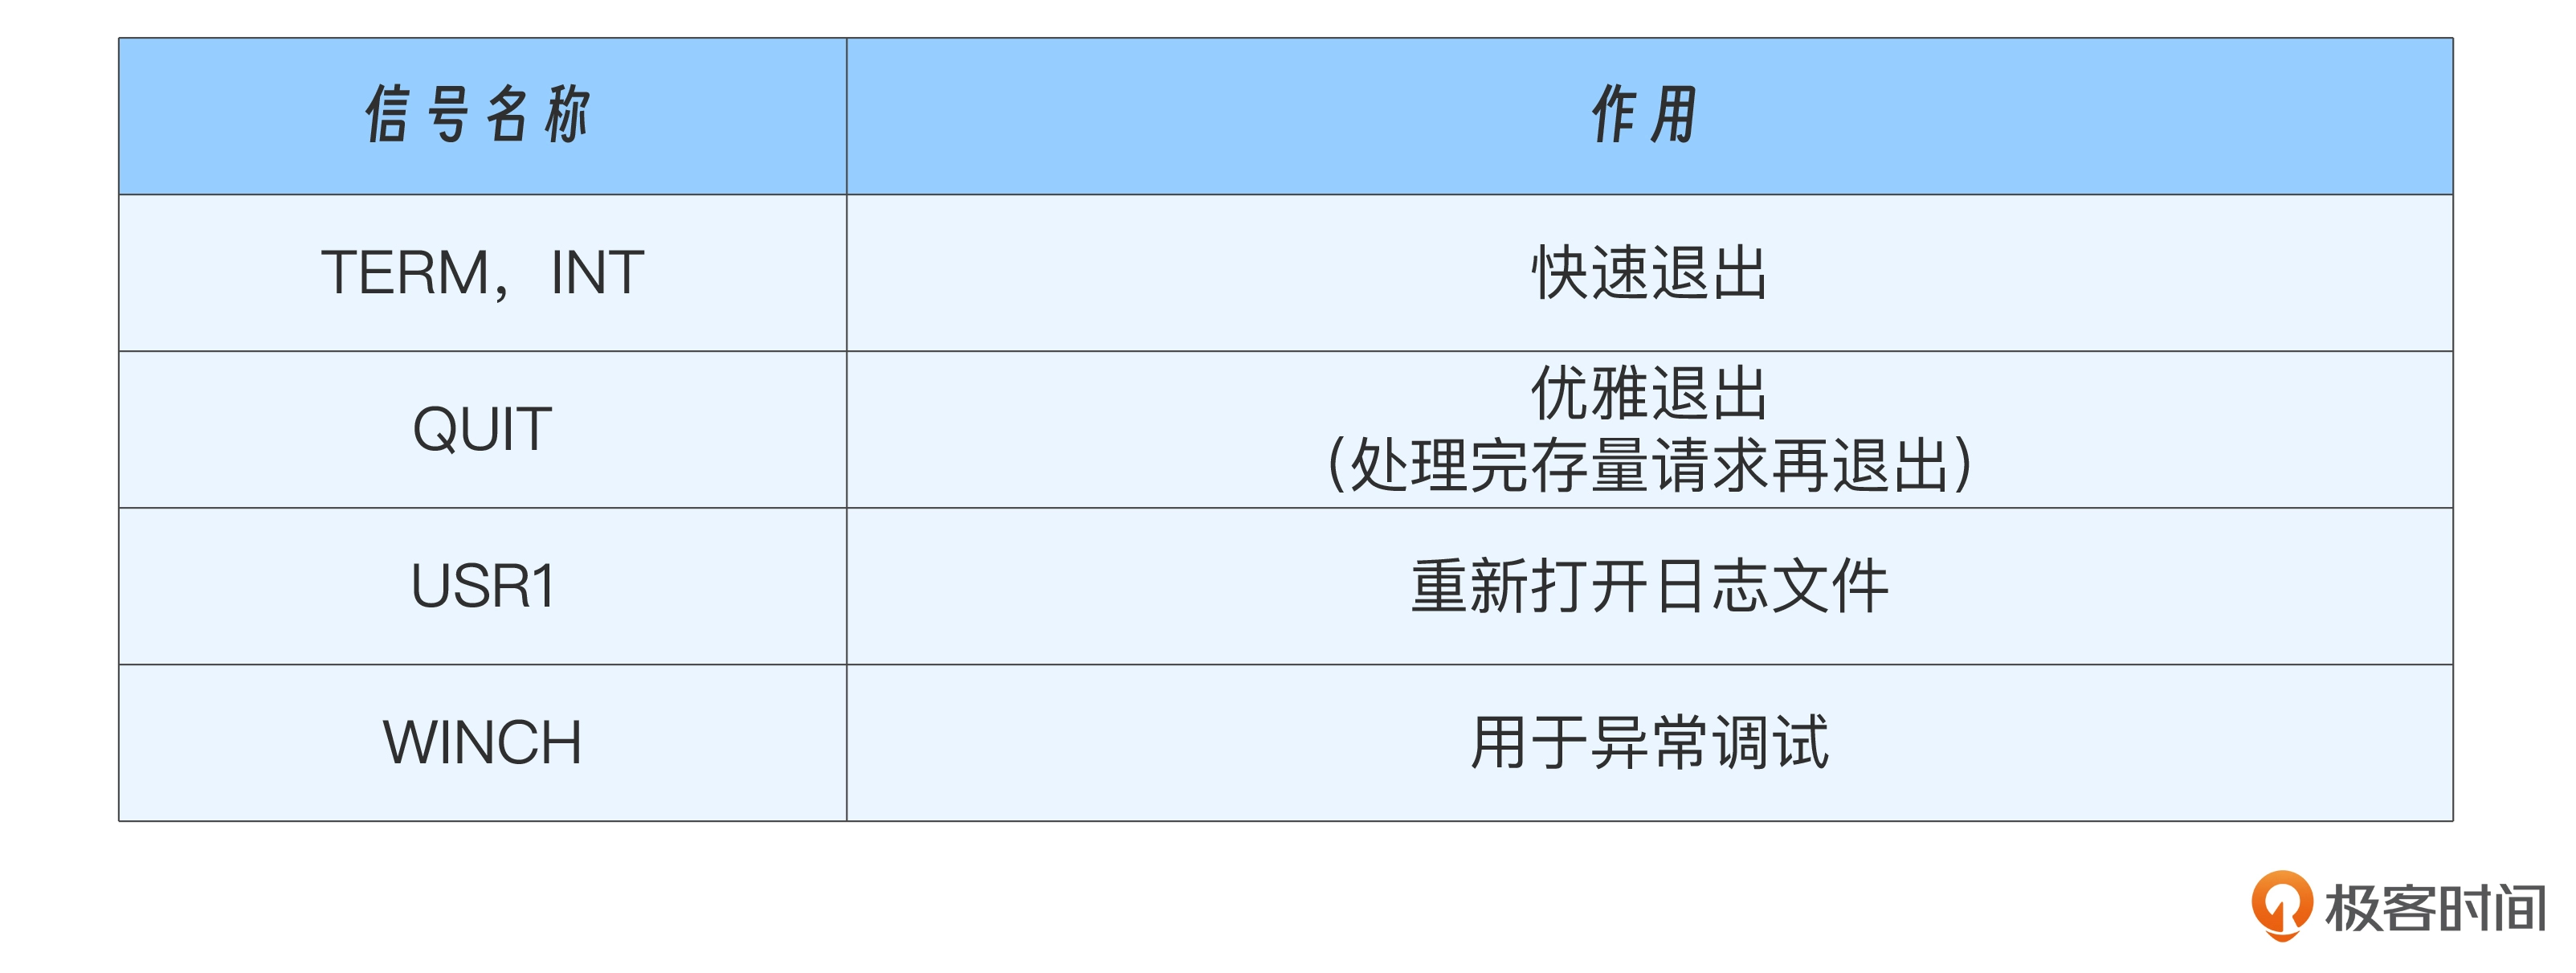 信号名称 作用
TERM，INT 快速退出
QUIT 优雅退出
（处理完存量请求再退出）
USR1 重新打开日志文件
WINCH 用于异常调试
极客时间